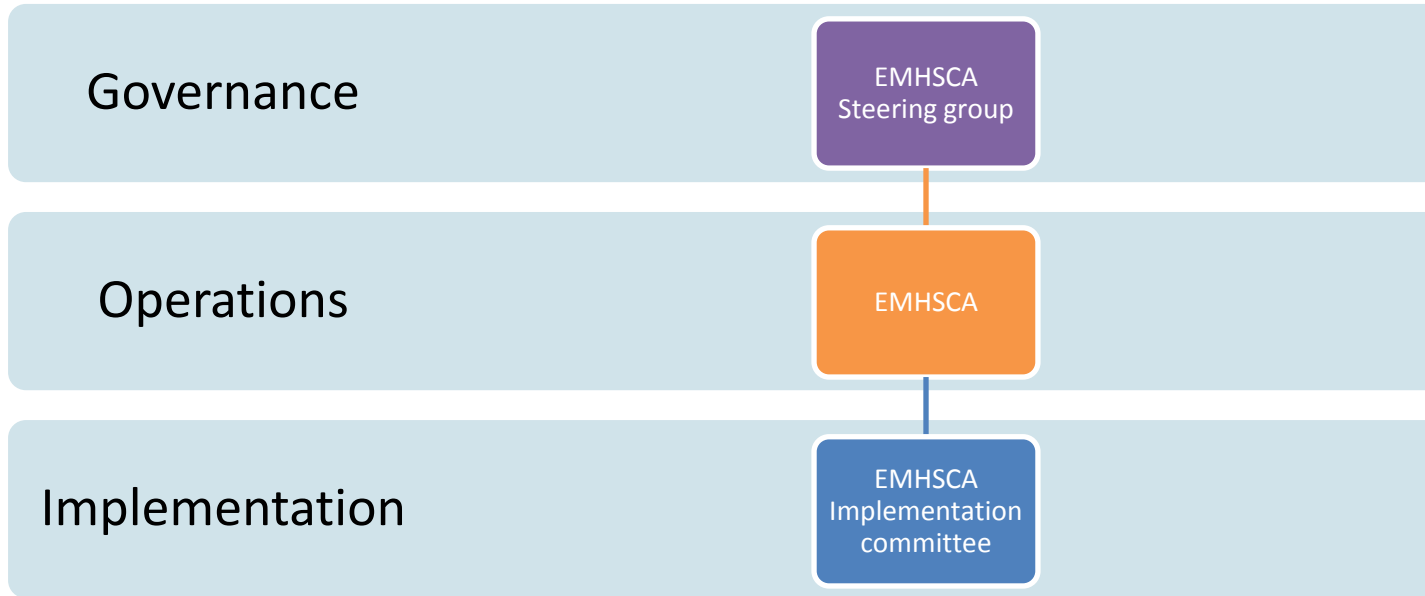 Governance
EMHSCA
Steering group
Operations
EMHSCA
Implementation
EMHSCA
Implementation
committee